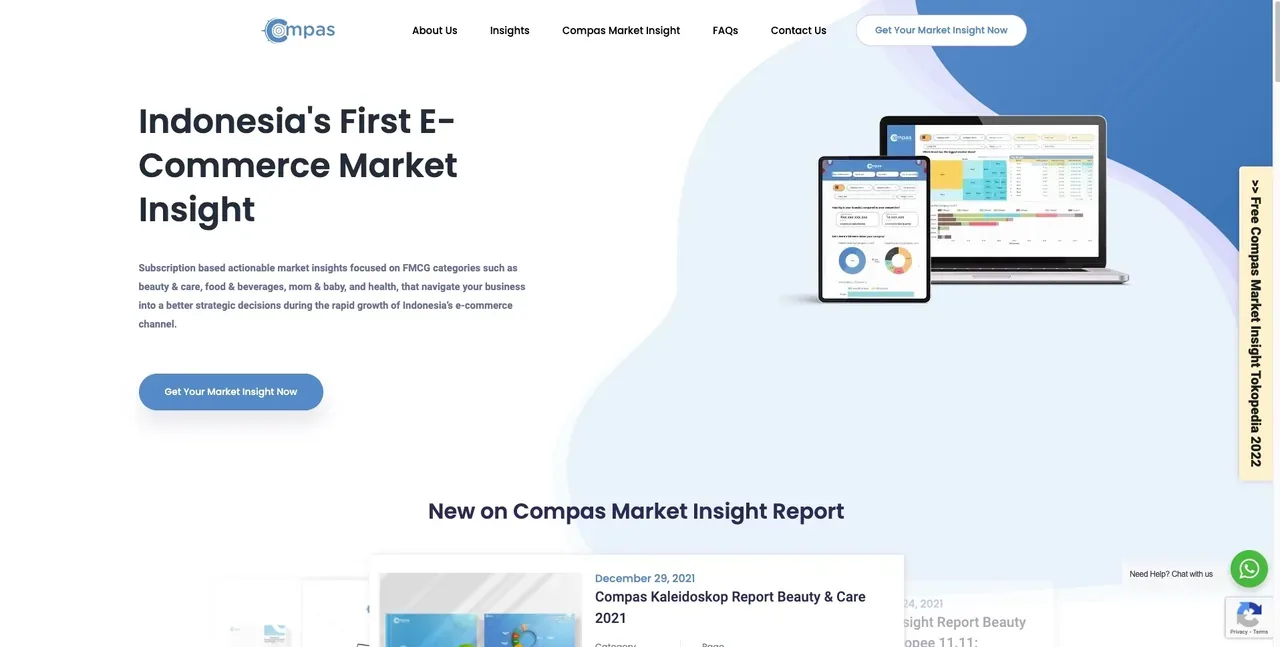 Compas
About Us
Insights
Compas Market Insight
FAQs
Contact Us
Get Your Market Insight Now
Indonesia's First E-
Commerce Market
Insight
Subscription based actionable market insights focused on FMCG categories such as
beauty & care, food & beverages, mom & baby, and health, that navigate your business
into a better strategic decisions during the rapid growth of Indonesia's e-commerce
channel.
Get Your Market Insight Now
>> Free Compas Market Insight Tokopedia 2022
New on Compas Market Insight Report
December 29, 2021
Compas Kaleidoskop Report Beauty & Care
2021
Category
Page
24, 2021
sight Report Beauty
opee 11.11:
Need Help? Chat with us
Privacy - Terms